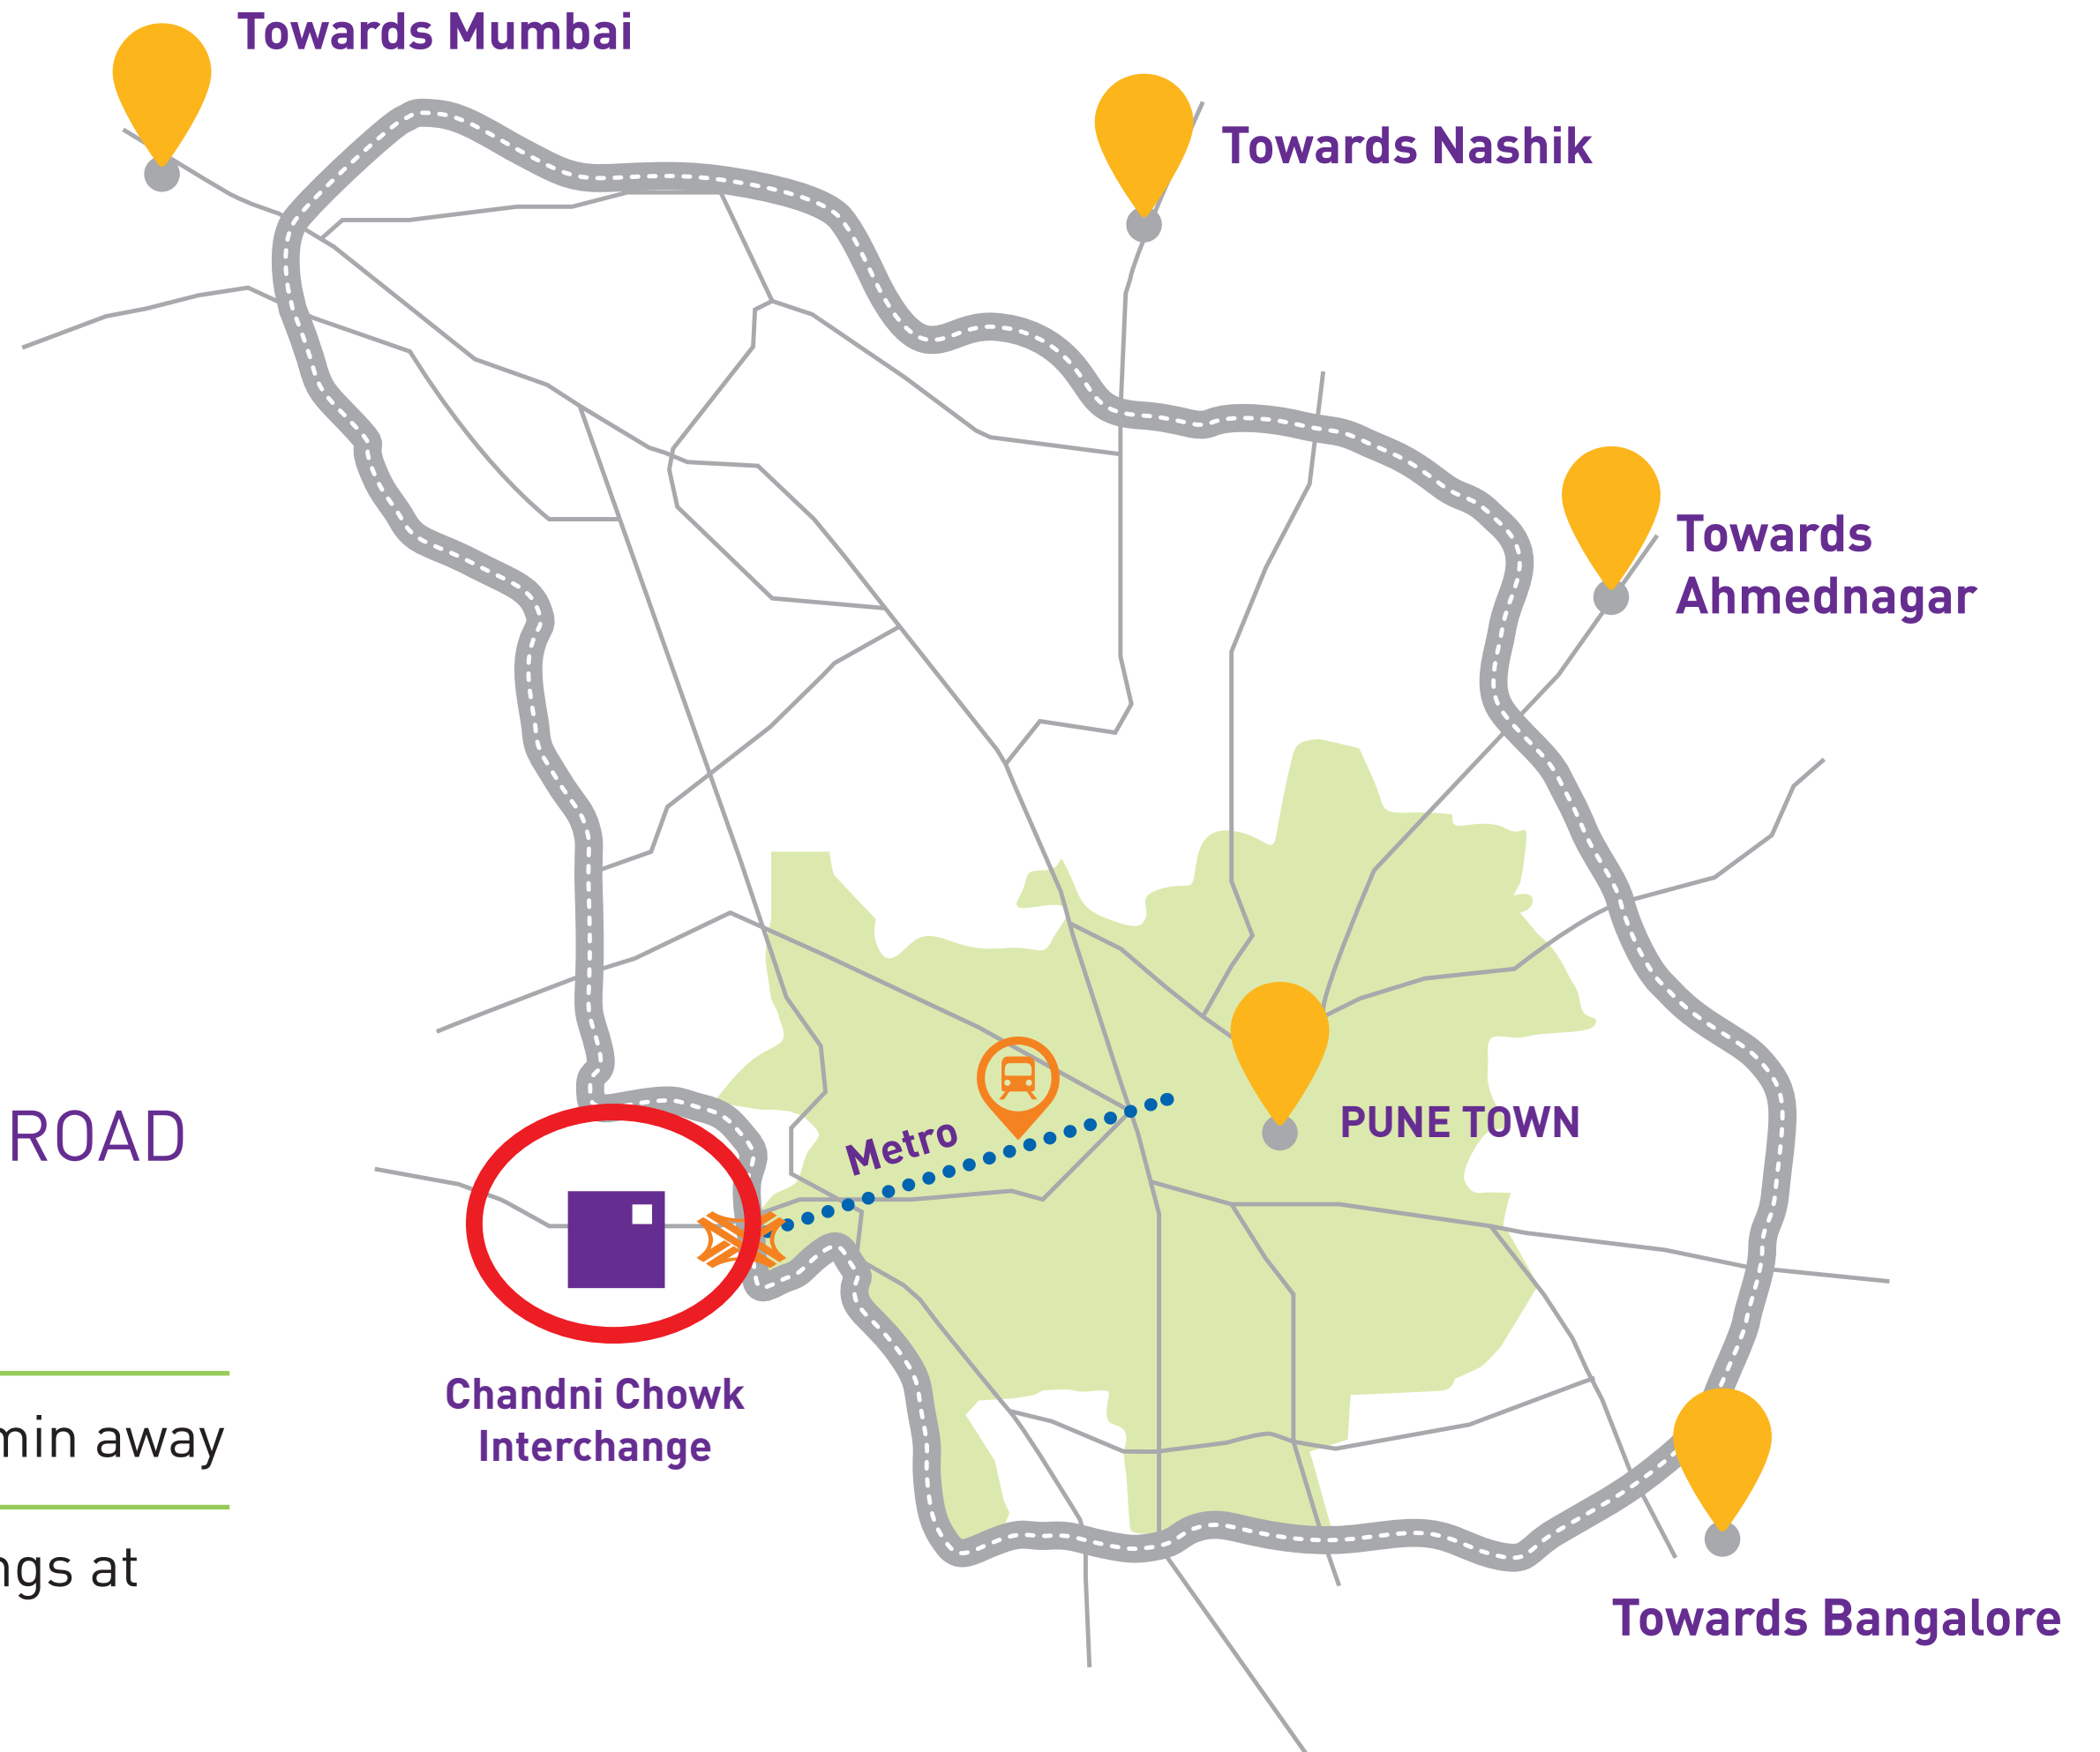 Towards Mumbai
Towards Nashik
Towards
Ahmednagar
ROAD
PUNE TOWN
Metro
Chandni Chowk
Interchange
min away
ngs at
Towards Bangalore